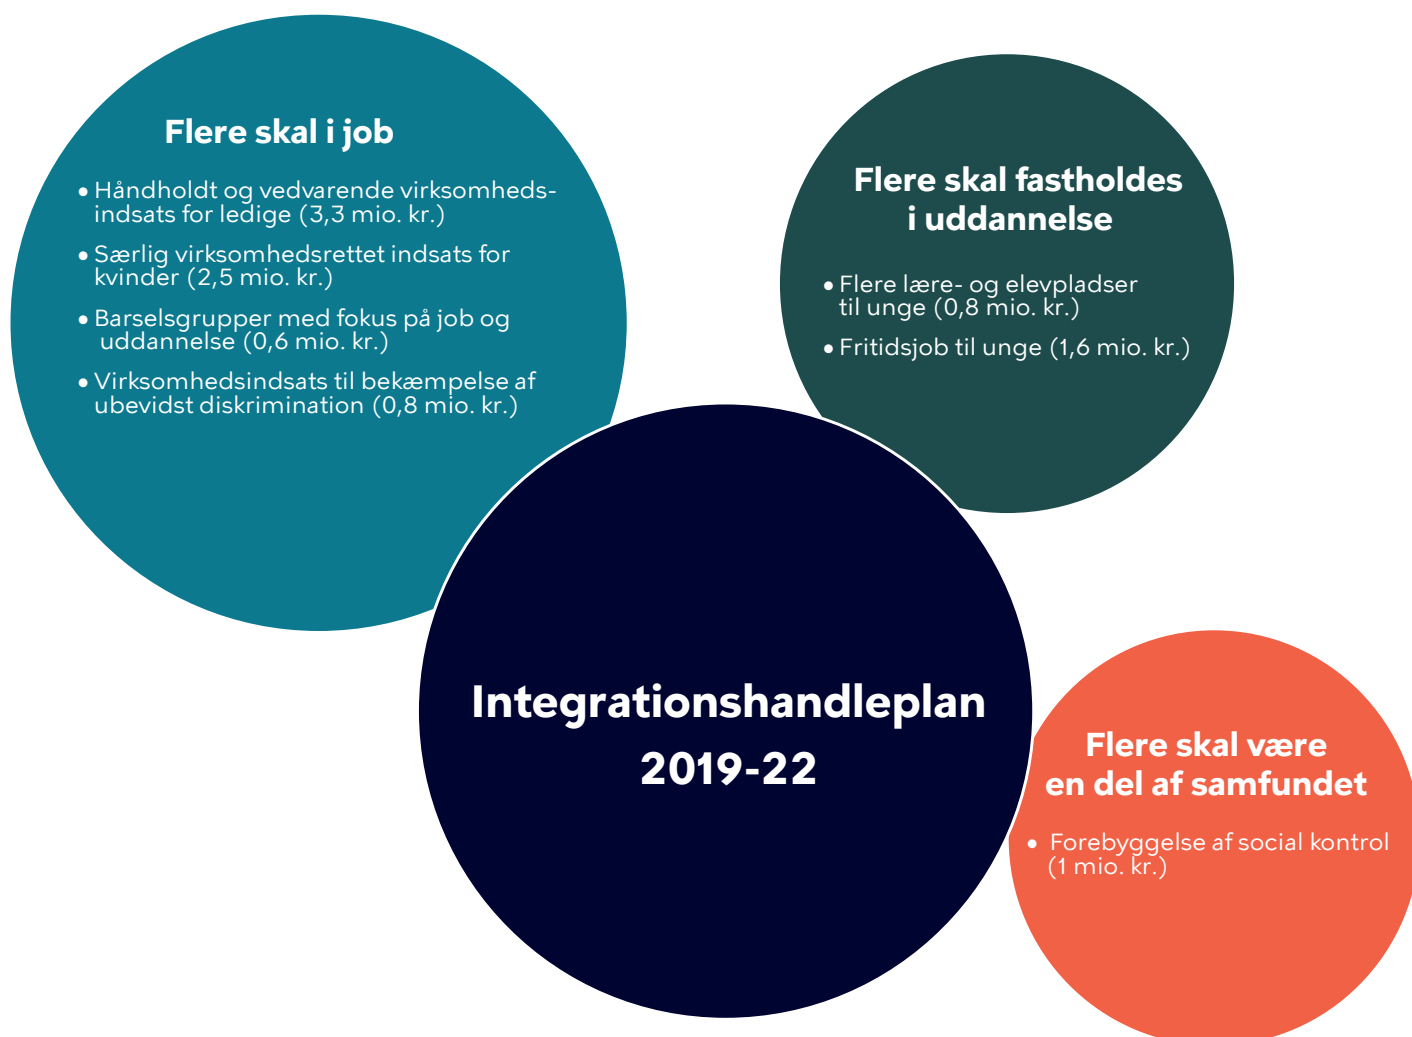 Flere skal i job
• Håndholdt og vedvarende virksomheds-
indsats for ledige (3,3 mio. kr.)
• Særlig virksomhedsrettet indsats for
kvinder (2,5 mio. kr.)
• Barselsgrupper med fokus på job og
uddannelse (0,6 mio. kr.)
• Virksomhedsindsats til bekæmpelse af
ubevidst diskrimination (0,8 mio. kr.)
Flere skal fastholdes
i uddannelse
• Flere lære- og elevpladser
til unge (0,8 mio. kr.)
• Fritidsjob til unge (1,6 mio. kr.)
Integrationshandleplan
2019-22
Flere skal være
en del af samfundet
• Forebyggelse af social kontrol
(1 mio. kr.)